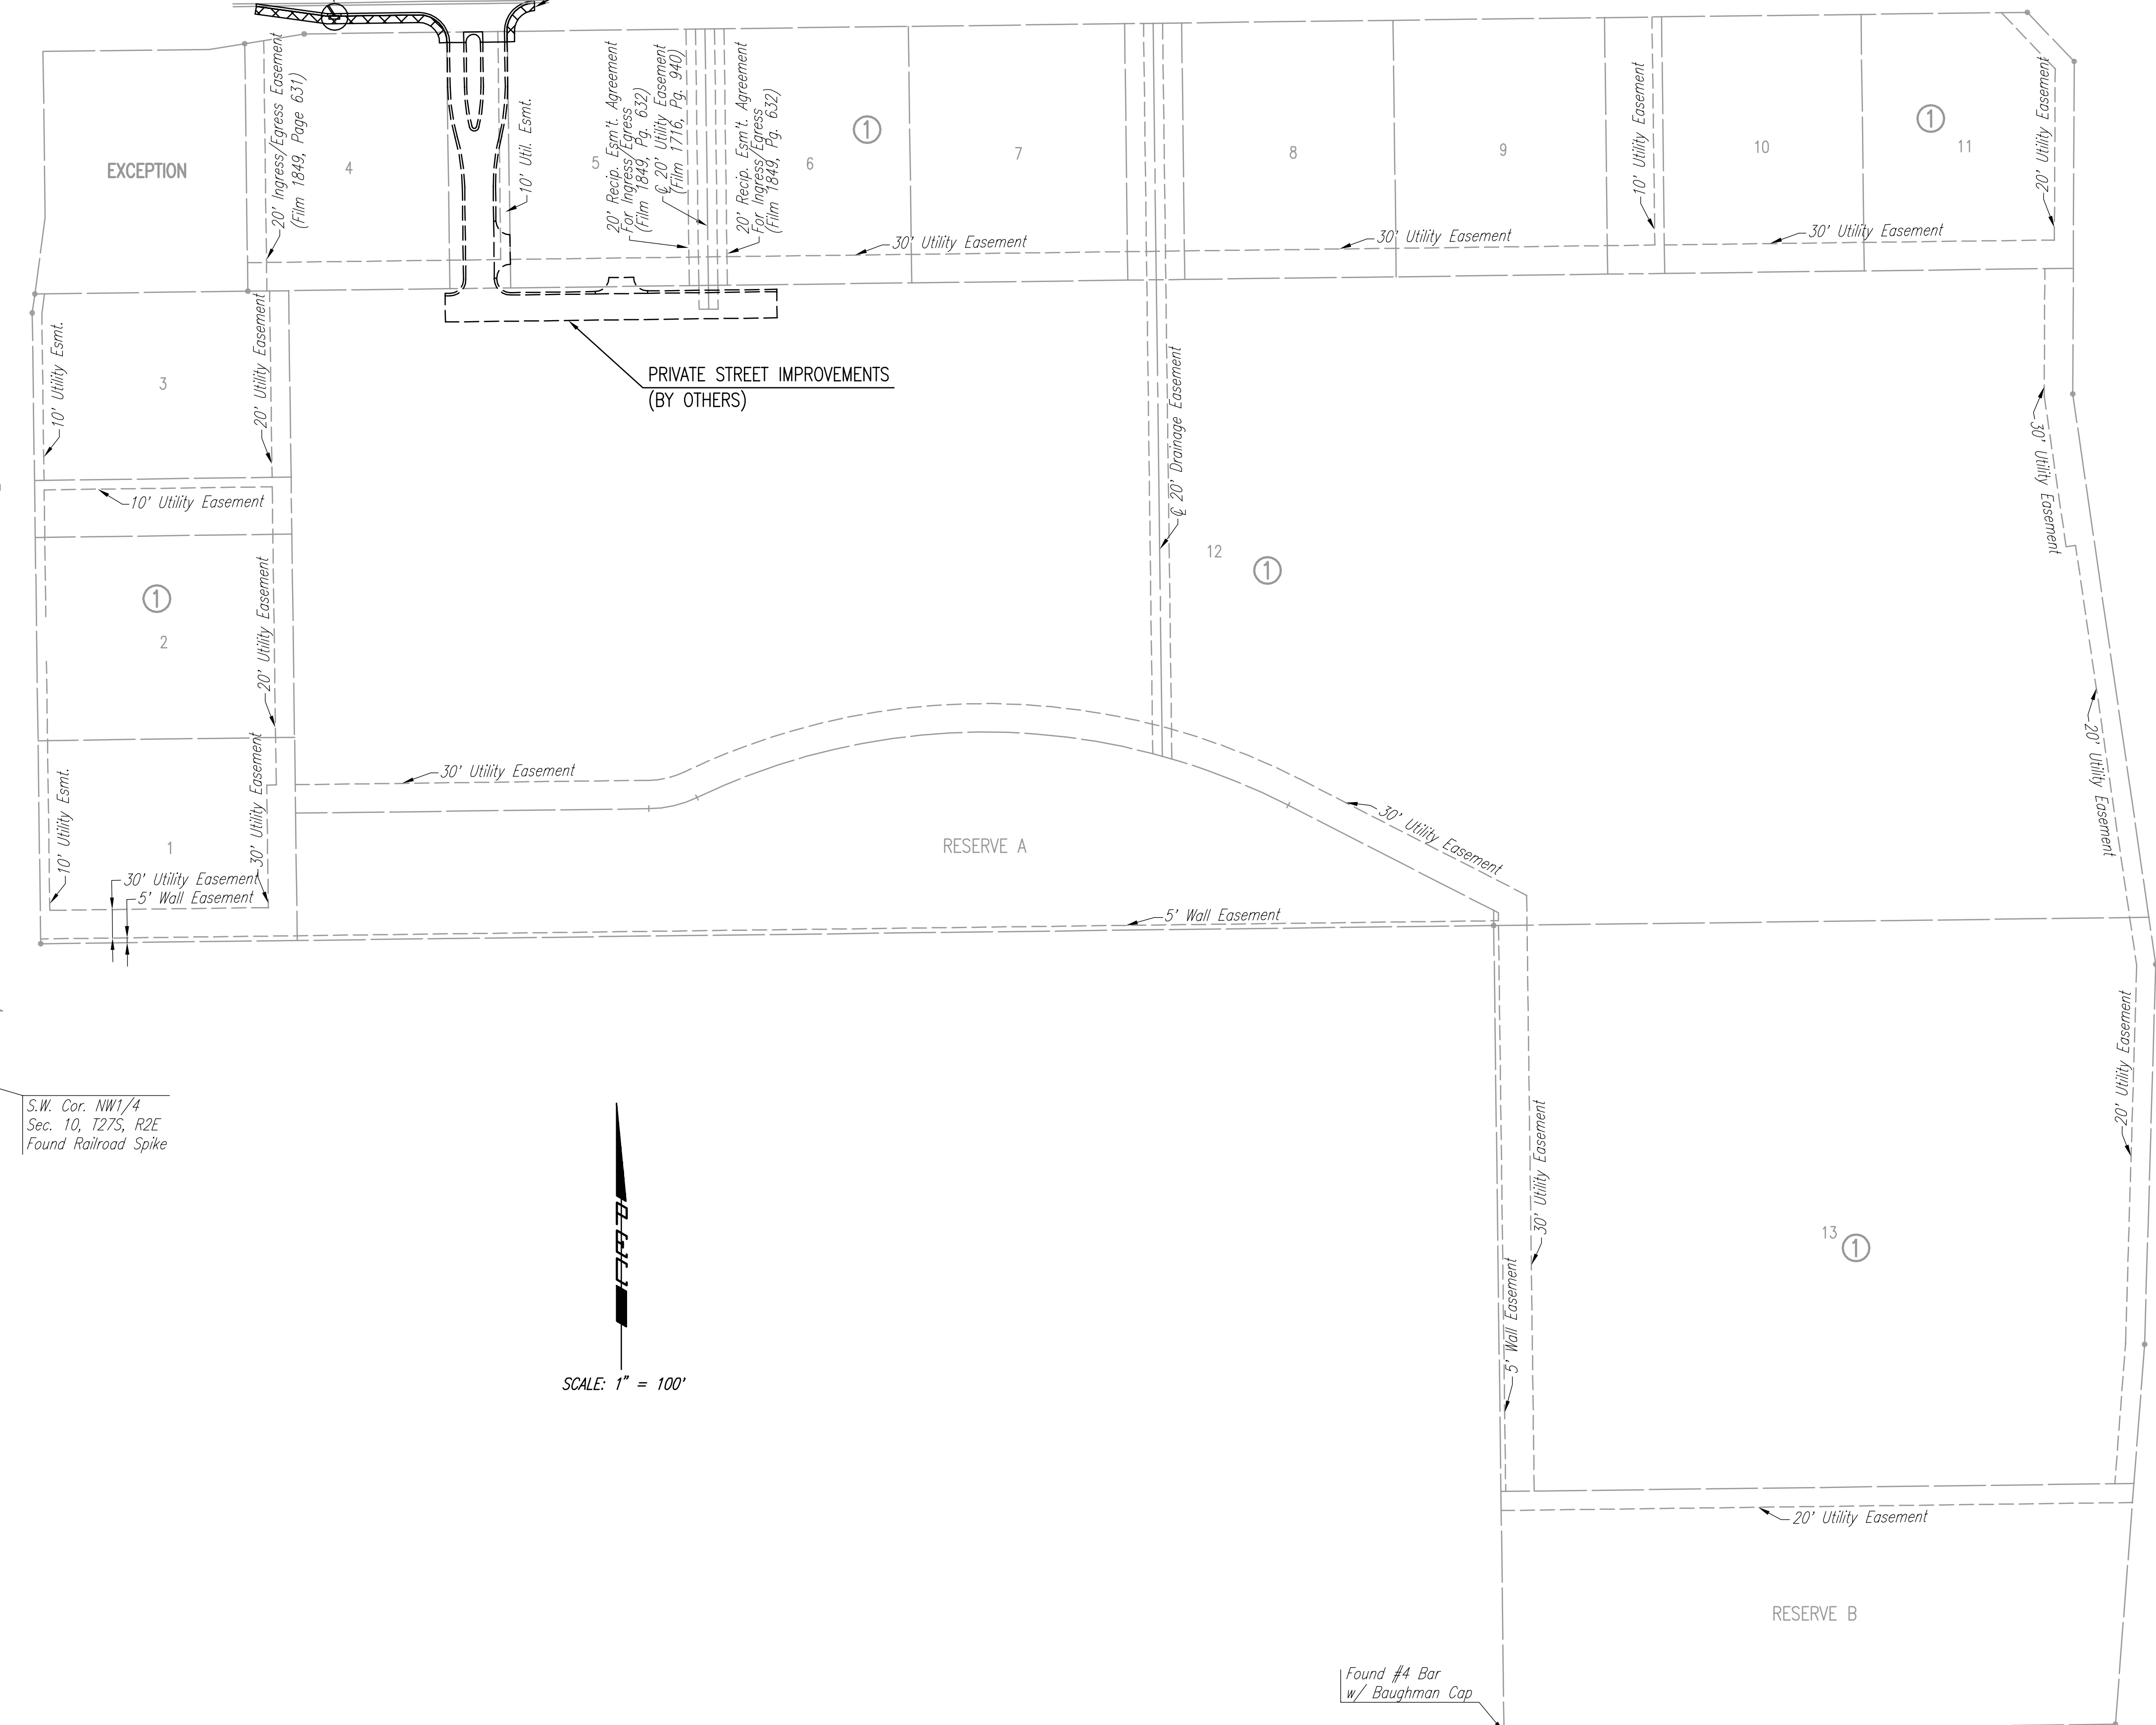 EXCEPTION
20' Ingress/Egress Easement
(Film 1849, Page 631)
4
10' Util. Esmt.
5
20' Recip. Esm't. Agreement
For Ingress/Egress
(Film 1849, Pg. 632)
℄ 20' Utility Easement
(Film 1716, Pg. 940)
20' Recip. Esm't. Agreement
For Ingress/Egress
(Film 1849, Pg. 632)
6
1
7
8
9
10' Utility Easement
10
1
11
20' Utility Easement
30' Utility Easement
30' Utility Easement
30' Utility Easement
10' Utility Esmt.
3
20' Utility Easement
PRIVATE STREET IMPROVEMENTS
(BY OTHERS)
℄ 20' Drainage Easement
30' Utility Easement
10' Utility Easement
12
1
1
2
20' Utility Easement
20' Utility Easement
30' Utility Easement
30' Utility Easement
10' Utility Esmt.
1
30' Utility Easement
5' Wall Easement
RESERVE A
30' Utility Easement
5' Wall Easement
20' Utility Easement
S.W. Cor. NW1/4
Sec. 10, T27S, R2E
Found Railroad Spike
PEC
SCALE: 1" = 100'
30' Utility Easement
5' Wall Easement
13
1
20' Utility Easement
RESERVE B
Found #4 Bar
w/ Baughman Cap